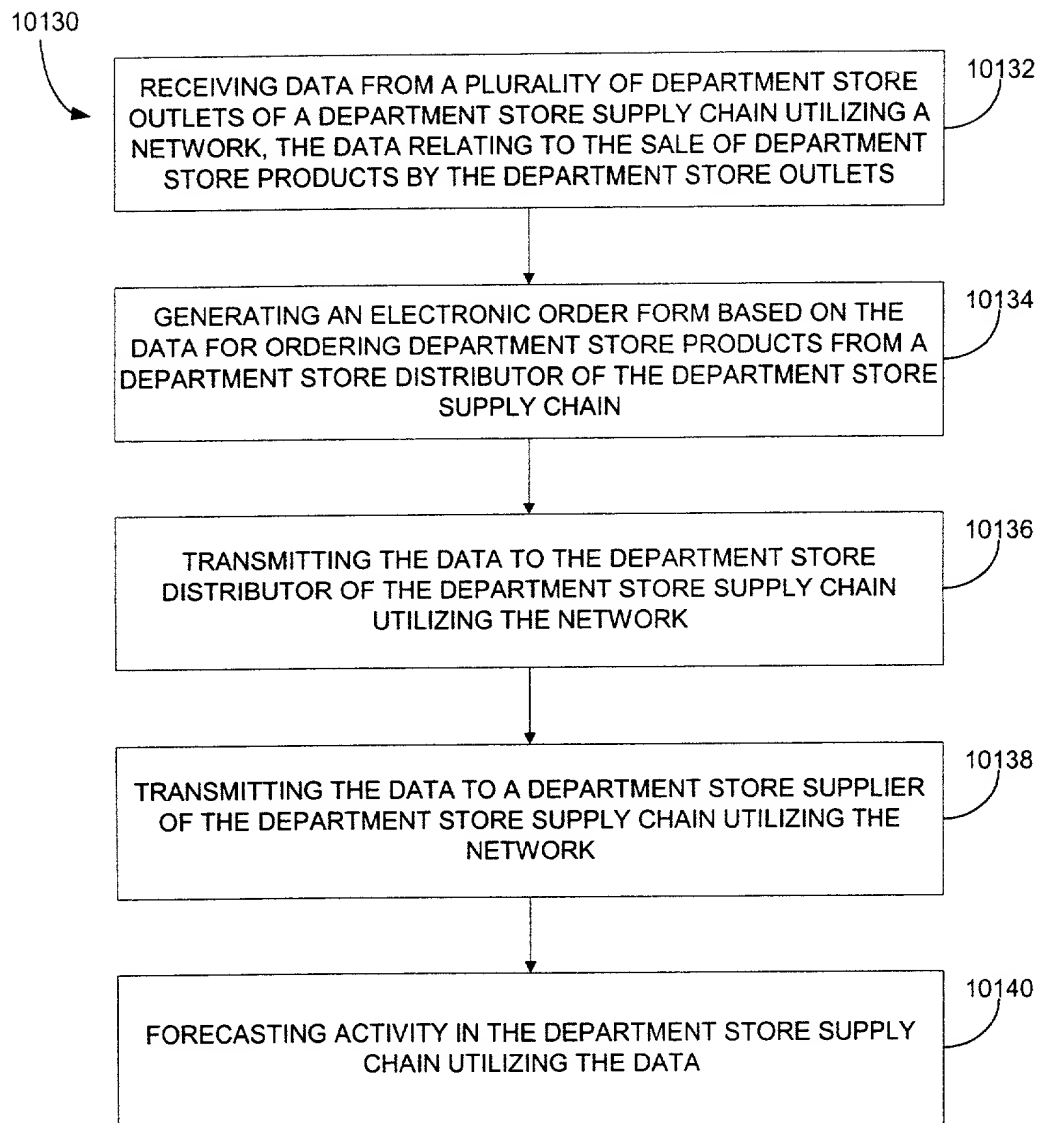 10130
RECEIVING DATA FROM A PLURALITY OF DEPARTMENT STORE
OUTLETS OF A DEPARTMENT STORE SUPPLY CHAIN UTILIZING A
NETWORK, THE DATA RELATING TO THE SALE OF DEPARTMENT
STORE PRODUCTS BY THE DEPARTMENT STORE OUTLETS
10132
GENERATING AN ELECTRONIC ORDER FORM BASED ON THE
DATA FOR ORDERING DEPARTMENT STORE PRODUCTS FROM A
DEPARTMENT STORE DISTRIBUTOR OF THE DEPARTMENT STORE
SUPPLY CHAIN
10134
TRANSMITTING THE DATA TO THE DEPARTMENT STORE
DISTRIBUTOR OF THE DEPARTMENT STORE SUPPLY CHAIN
UTILIZING THE NETWORK
10136
TRANSMITTING THE DATA TO A DEPARTMENT STORE SUPPLIER
OF THE DEPARTMENT STORE SUPPLY CHAIN UTILIZING THE
NETWORK
10138
FORECASTING ACTIVITY IN THE DEPARTMENT STORE SUPPLY
CHAIN UTILIZING THE DATA
10140